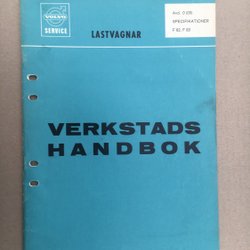 VOLVO
SERVICE
LASTVAGNAR
SPECIFIKATIONER
F 82, F 83
VERKSTADS
HANDBOK